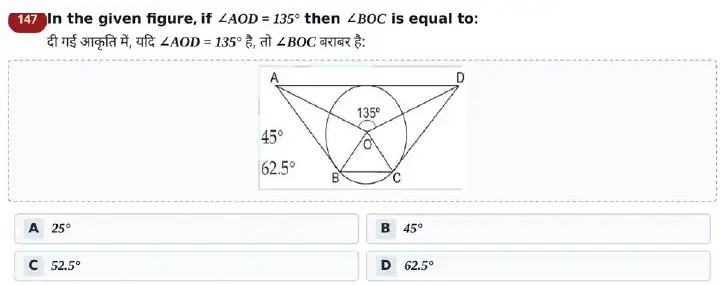 147 In the given figure, if ∠AOD = 135° then ∠BOC is equal to:
दी गई आकृति में, यदि ∠AOD = 135° है, तो ∠BOC बराबर है:
A D
135°
45°
O
62.5°
B C
A 25° B 45°
C 52.5° D 62.5°